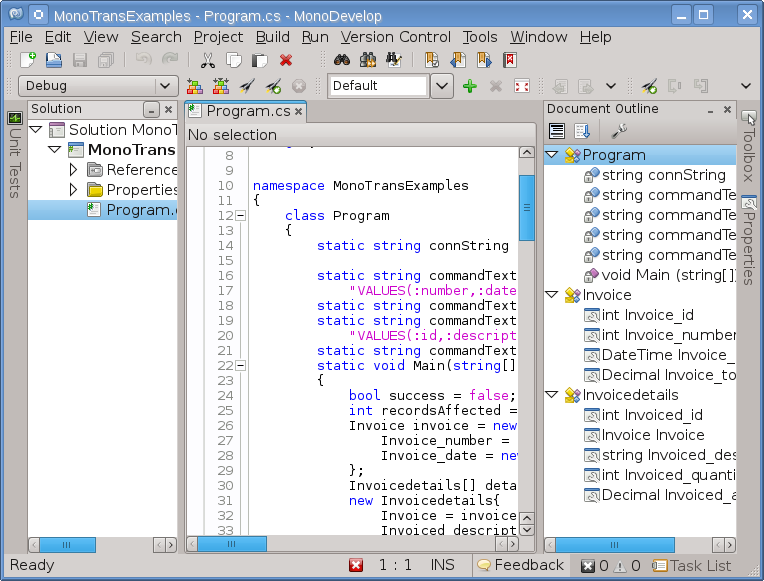 MonoTransExamples - Program.cs - MonoDevelop
File Edit View Search Project Build Run Version Control Tools Window Help
Debug Default
Solution
Solution MonoT
MonoTrans
Reference
Properties
Program.
Unit Tests
Program.cs
No selection
8
9
10 namespace MonoTransExamples
11 {
12 class Program
13 {
14 static string connString
15
16 static string commandText
17 "VALUES(:number,:date
18 static string commandText
19 static string commandText
20 "VALUES(:id,:descript
21 static string commandText
22 static void Main(string[]
23 {
24 bool success = false;
25 int recordsAffected =
26 Invoice invoice = new
27 Invoice_number =
28 Invoice_date = new
29 };
30 Invoicedetails[] deta
31 new Invoicedetails{
32 Invoice = invoice
33 Invoiced descript
Document Outline
Program
string connString
string commandTe
string commandTe
string commandTe
string commandTe
void Main (string[])
Invoice
int Invoice_id
int Invoice_number
DateTime Invoice_
Decimal Invoice_to
Invoicedetails
int Invoiced_id
Invoice Invoice
string Invoiced_des
int Invoiced_quanti
Decimal Invoiced_a
Toolbox
Properties
Ready 1 : 1 INS Feedback 0 0 Task List